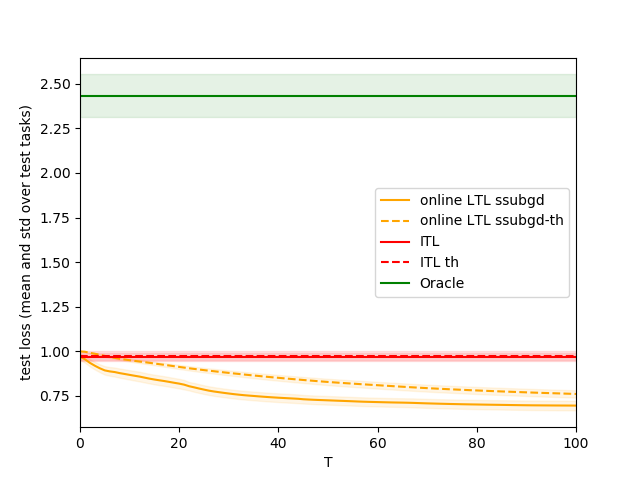 2.50
2.25
2.00
1.75
1.50
1.25
1.00
0.75
test loss (mean and std over test tasks)
online LTL ssubgd
online LTL ssubgd-th
ITL
ITL th
Oracle
0 20 40 60 80 100
T